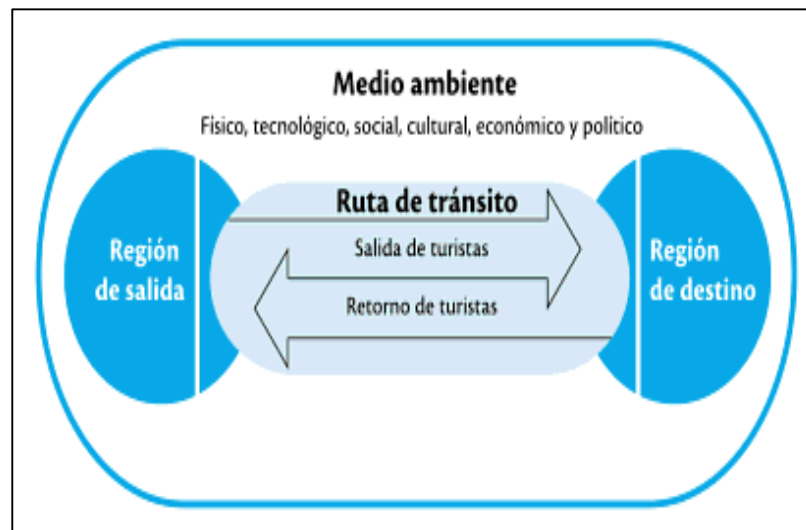 Medio ambiente
Físico, tecnológico, social, cultural, económico y político
Ruta de tránsito
Salida de turistas
Retorno de turistas
Región
de salida
Región
de destino